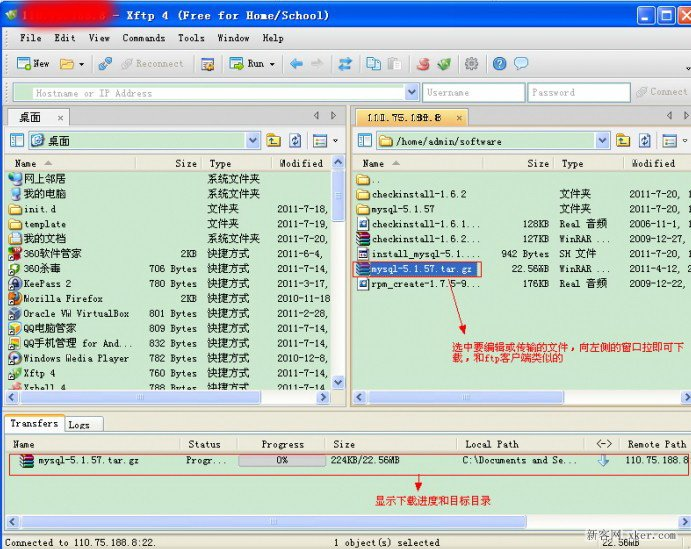 - Xftp 4 (Free for Home/School)
File Edit View Commands Tools Window Help
New Reconnect Run
Hostname or IP Address Username Password Connect
桌面 110.75.188.8
桌面 /home/admin/software
Name Size Type Modified
网上邻居 系统文件夹
我的电脑 系统文件夹
init.d 文件夹 2011-7-18,
template 文件夹 2011-7-19,
我的文档 系统文件夹 2011-7-20,
360软件管家 2KB 快捷方式 2011-6-4,
360杀毒 706 Bytes 快捷方式 2011-7-14,
KeePass 2 780 Bytes 快捷方式 2011-3-17,
Mozilla Firefox 2KB 快捷方式 2010-11-18
Oracle VM VirtualBox 801 Bytes 快捷方式 2011-2-28,
QQ电脑管家 809 Bytes 快捷方式 2011-7-14,
QQ手机管理 for And... 832 Bytes 快捷方式 2011-7-14,
Windows Media Player 782 Bytes 快捷方式 2010-12-8,
Xftp 4 760 Bytes 快捷方式 2011-7-14,
Xshell 4 788 Bytes 快捷方式 2011-7-14,
Name Size Type Modified
..
checkinstall-1.6.2 文件夹 2011-7-20, 1
mysql-5.1.57 文件夹 2011-7-20, 1
checkinstall-1.6.1... 128KB Real 音频 2006-11-1, 1
checkinstall-1.6.2... 127KB WinRAR ... 2009-12-27,
install_mysql-5.1... 942 Bytes SH 文件 2011-7-20, 1
mysql-5.1.57.tar.gz 22.56MB WinRAR ... 2011-4-12, 2
rpm_create-1.7.5-9... 176KB Real 音频 2009-12-22,
选中要编辑或传输的文件，向左侧的窗口拉即可下
载，和ftp客户端类似的
Transfers Logs
Name Status Progress Size Local Path <-> Remote Path
mysql-5.1.57.tar.gz Progr... 0% 224KB/22.56MB C:\Documents and Se... 110.75.188.8
显示下载进度和目标目录
Connected to 110.75.188.8:22. 1 object(s) selected 22.56MB
新客网 xker.com